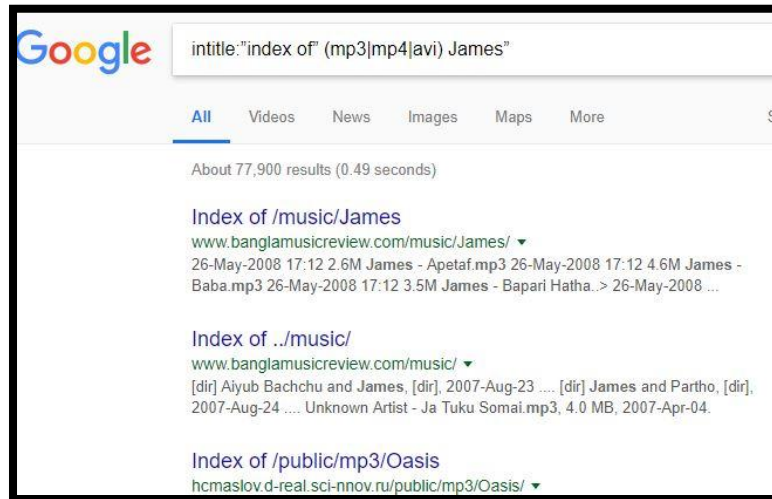 Google
intitle:”index of” (mp3|mp4|avi) James”
All Videos News Images Maps More S
About 77,900 results (0.49 seconds)
Index of /music/James
www.banglamusicreview.com/music/James/
26-May-2008 17:12 2.6M James - Apetaf.mp3 26-May-2008 17:12 4.6M James -
Baba.mp3 26-May-2008 17:12 3.5M James - Bapari Hatha..> 26-May-2008 ...
Index of ../music/
www.banglamusicreview.com/music/
[dir] Aiyub Bachchu and James, [dir], 2007-Aug-23 .... [dir] James and Partho, [dir],
2007-Aug-24 .... Unknown Artist - Ja Tuku Somai.mp3, 4.0 MB, 2007-Apr-04.
Index of /public/mp3/Oasis
hcmaslov.d-real.sci-nnov.ru/public/mp3/Oasis/